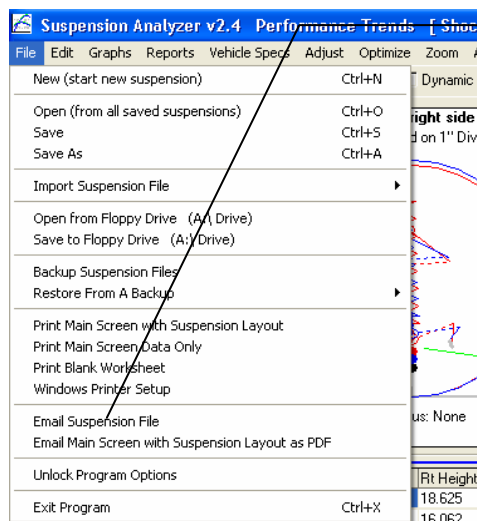 Suspension Analyzer v2.4   Performance Trends   [ Shoc
File Edit Graphs Reports Vehicle Specs Adjust Optimize Zoom
New (start new suspension) Ctrl+N
Dynamic
Open (from all saved suspensions) Ctrl+O
right side
Save Ctrl+S
d on 1" Div
Save As Ctrl+A
Import Suspension File
Open from Floppy Drive   (A:\ Drive)
Save to Floppy Drive   (A:\ Drive)
Backup Suspension Files
Restore From A Backup
Print Main Screen with Suspension Layout
Print Main Screen Data Only
Print Blank Worksheet
Windows Printer Setup
Email Suspension File
us: None
Email Main Screen with Suspension Layout as PDF
Unlock Program Options
Rt Height
18.625
Exit Program Ctrl+X
16.062